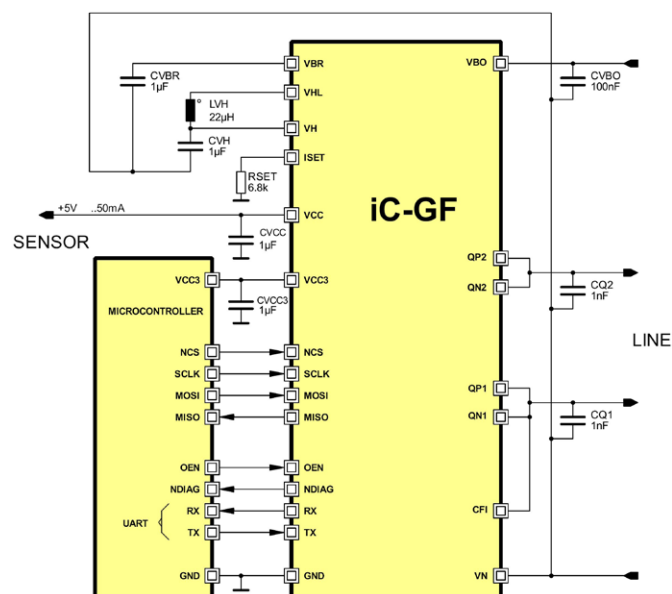 VBR
VBO
CVBR
1µF
CVBO
100nF
VHL
LVH
22µH
VH
CVH
1µF
ISET
RSET
6.8k
iC-GF
+5V ..50mA
VCC
SENSOR
CVCC
1µF
QP2
VCC3
VCC3
QN2
CQ2
1nF
CVCC3
1µF
MICROCONTROLLER
LINE
NCS
NCS
SCLK
SCLK
MOSI
MOSI
QP1
MISO
MISO
QN1
CQ1
1nF
OEN
OEN
NDIAG
NDIAG
RX
RX
CFI
UART
TX
TX
GND
GND
VN